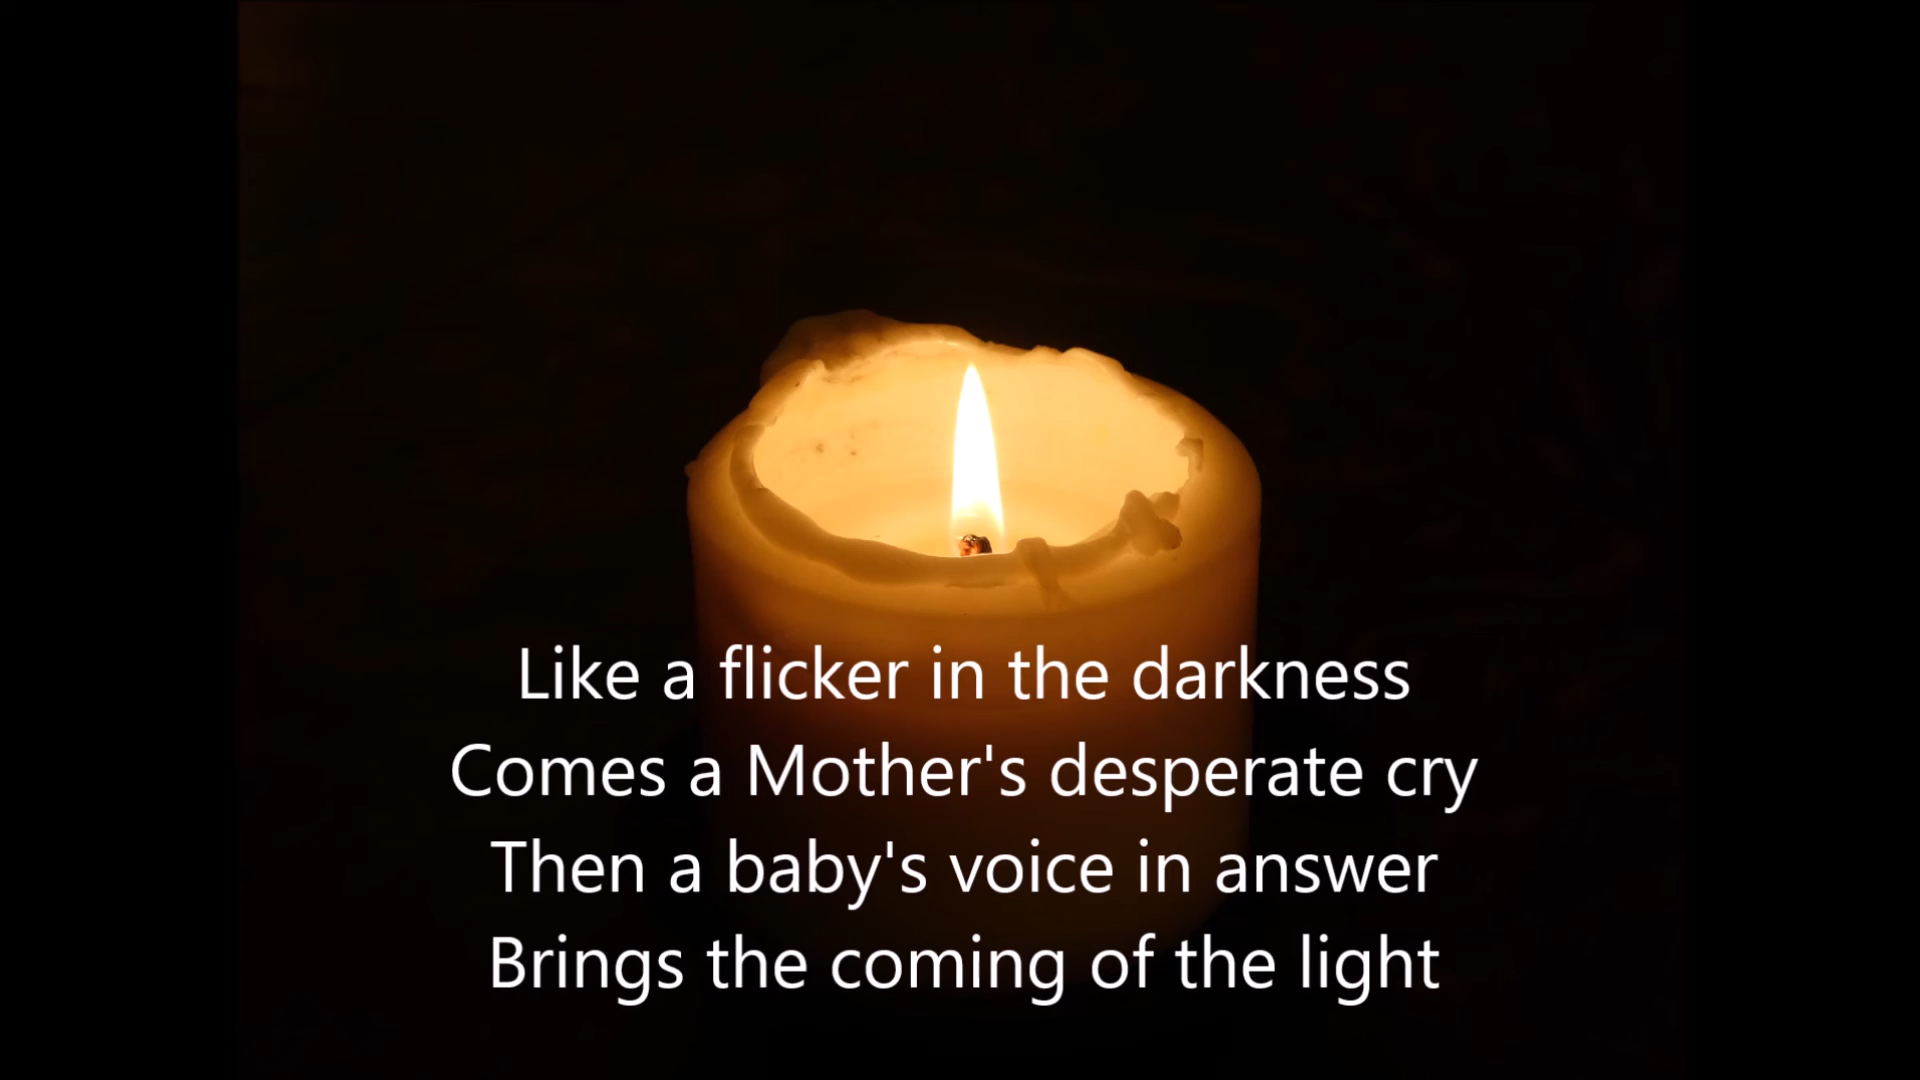 Like a flicker in the darkness
Comes a Mother's desperate cry
Then a baby's voice in answer
Brings the coming of the light